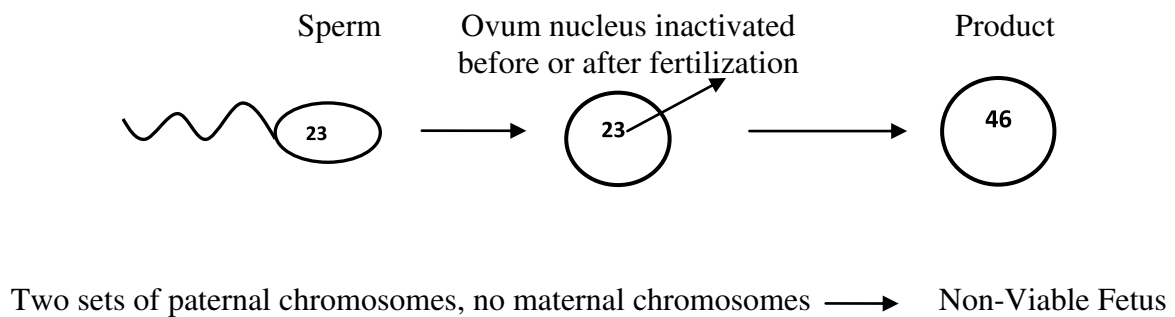 Sperm
Ovum nucleus inactivated
before or after fertilization
Product
23
23
46
Two sets of paternal chromosomes, no maternal chromosomes
Non-Viable Fetus